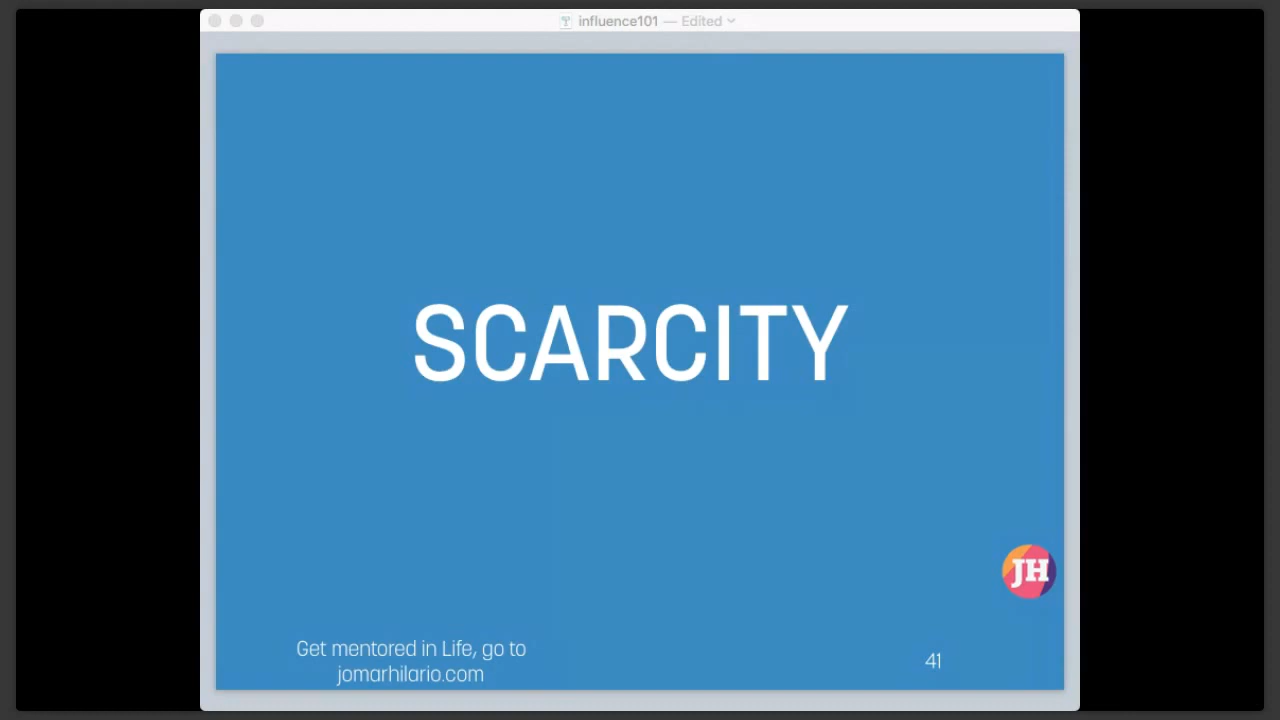 influence101 — Edited
SCARCITY
JH
Get mentored in Life, go to
jomarhilario.com
41